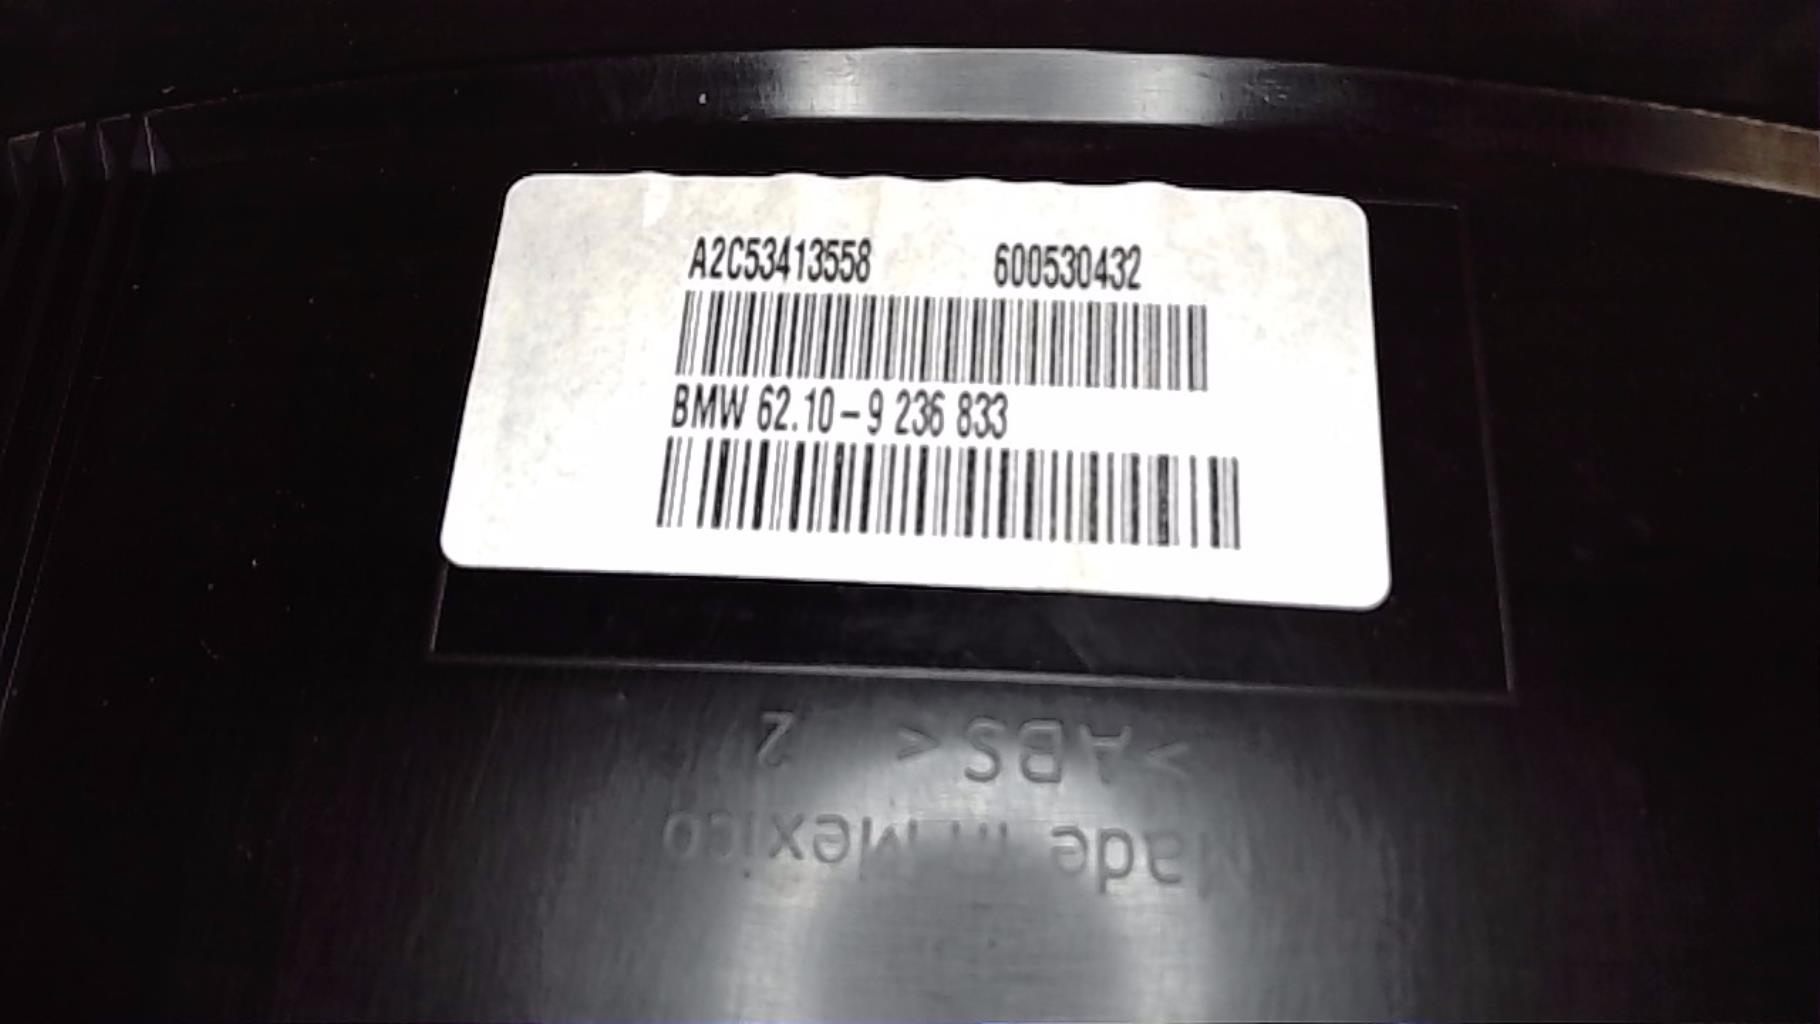 A2C53413558 600530432
BMW 62.10-9 236 833
>ABS< 2
Made in Mexico